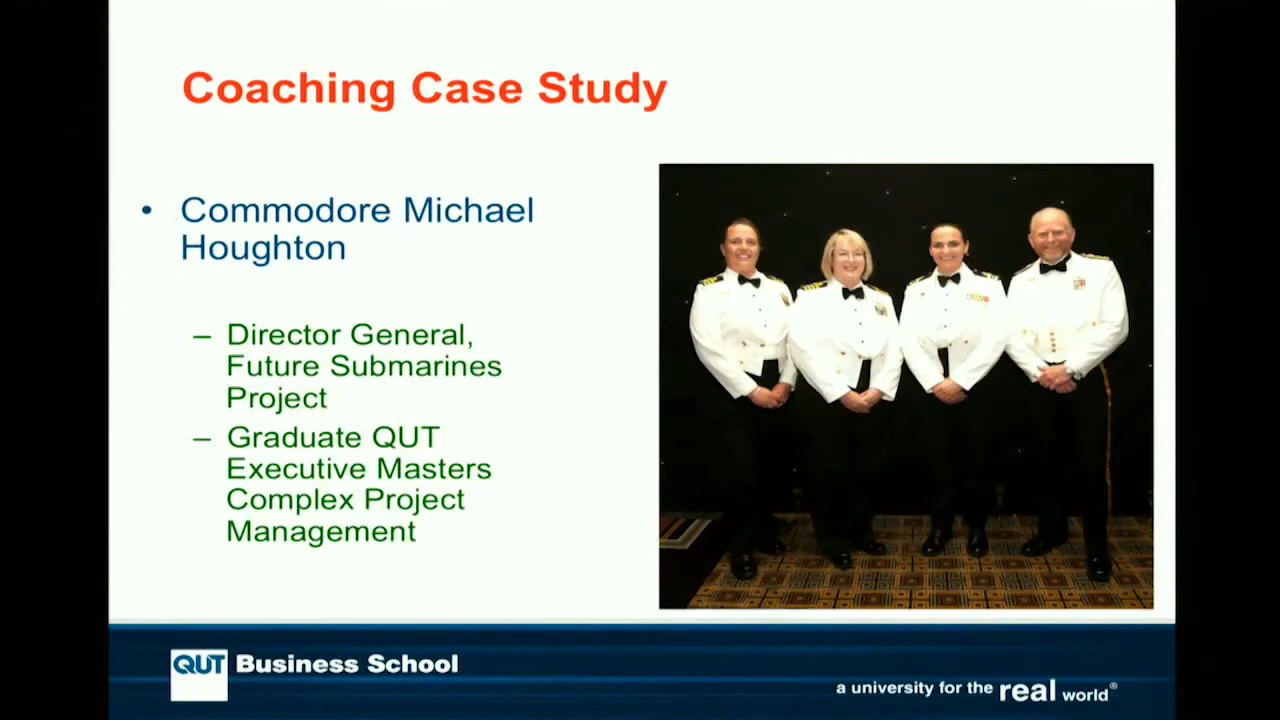 Coaching Case Study
• Commodore Michael
Houghton
– Director General,
Future Submarines
Project
– Graduate QUT
Executive Masters
Complex Project
Management
QUT Business School
a university for the real world®